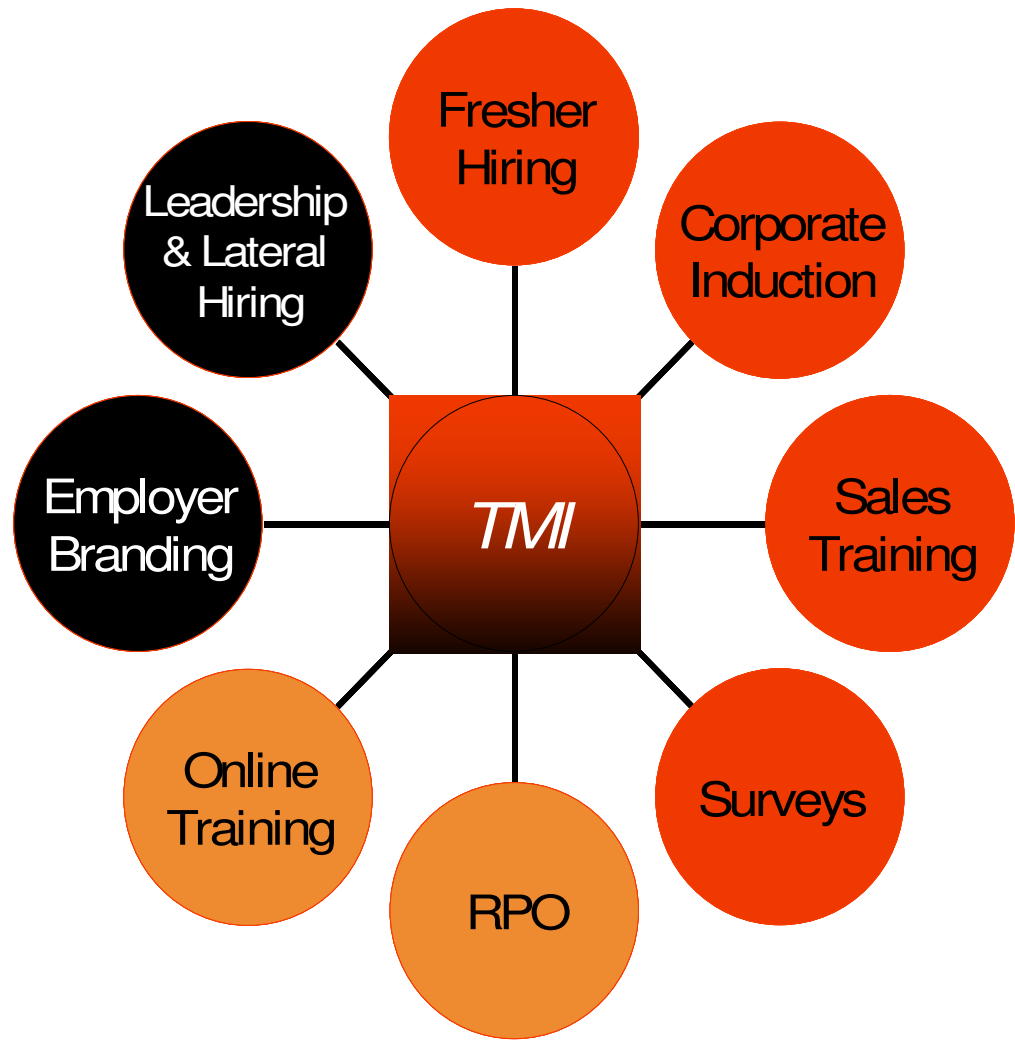 Fresher
Hiring
Leadership
& Lateral
Hiring
Corporate
Induction
Employer
Branding
TMI
Sales
Training
Online
Training
Surveys
RPO